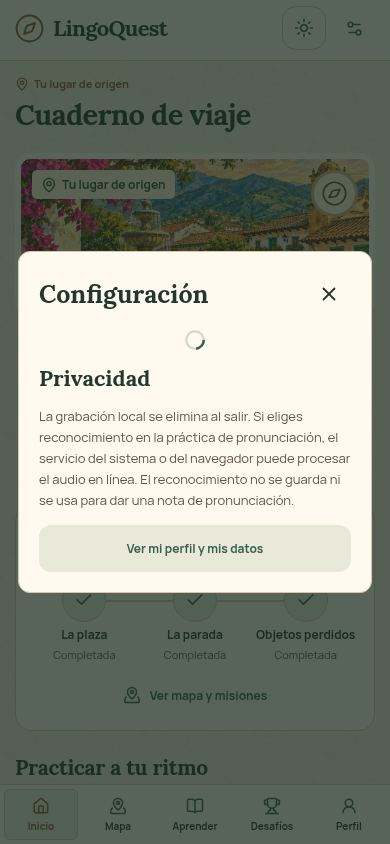 LingoQuest
Tu lugar de origen
Cuaderno de viaje
Tu lugar de origen
Configuración
Privacidad
La grabación local se elimina al salir. Si eliges
reconocimiento en la práctica de pronunciación, el
servicio del sistema o del navegador puede procesar
el audio en línea. El reconocimiento no se guarda ni
se usa para dar una nota de pronunciación.
Ver mi perfil y mis datos
La plaza La parada Objetos perdidos
Completada Completada Completada
Ver mapa y misiones
Practicar a tu ritmo
Inicio Mapa Aprender Desafíos Perfil